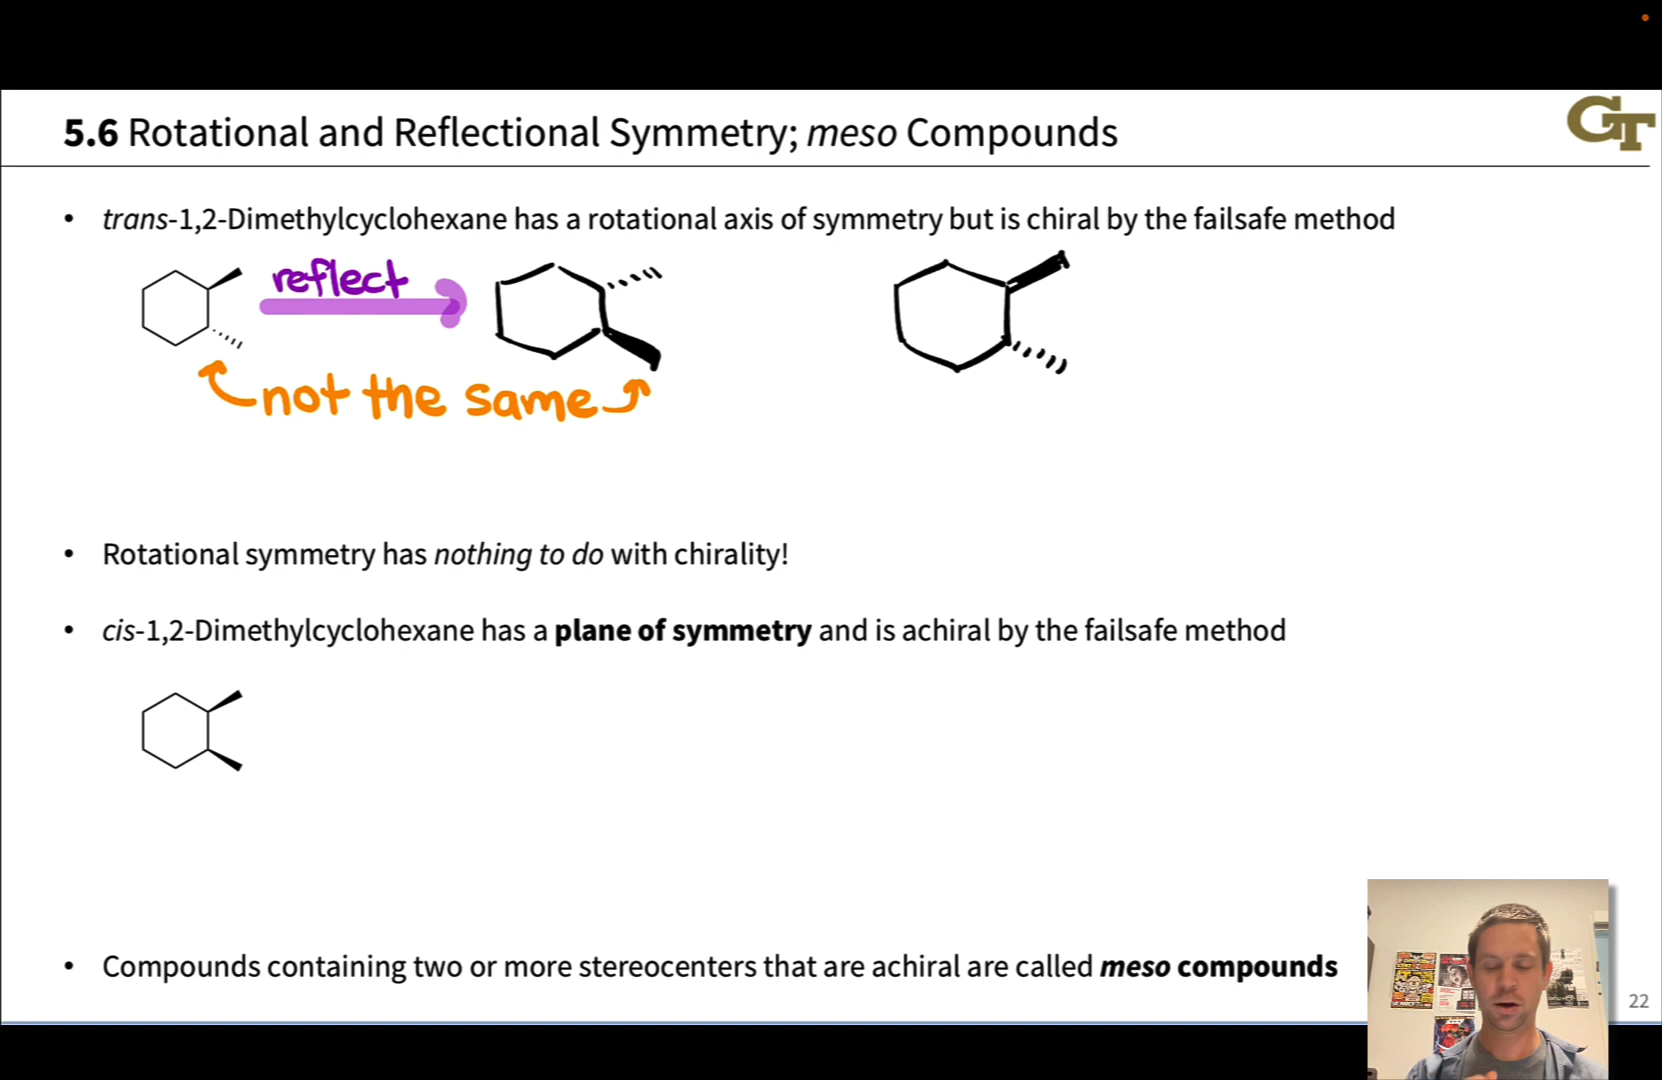 GT
5.6 Rotational and Reflectional Symmetry; meso Compounds
• trans-1,2-Dimethylcyclohexane has a rotational axis of symmetry but is chiral by the failsafe method
reflect
not the same
• Rotational symmetry has nothing to do with chirality!
• cis-1,2-Dimethylcyclohexane has a plane of symmetry and is achiral by the failsafe method
• Compounds containing two or more stereocenters that are achiral are called meso compounds
22